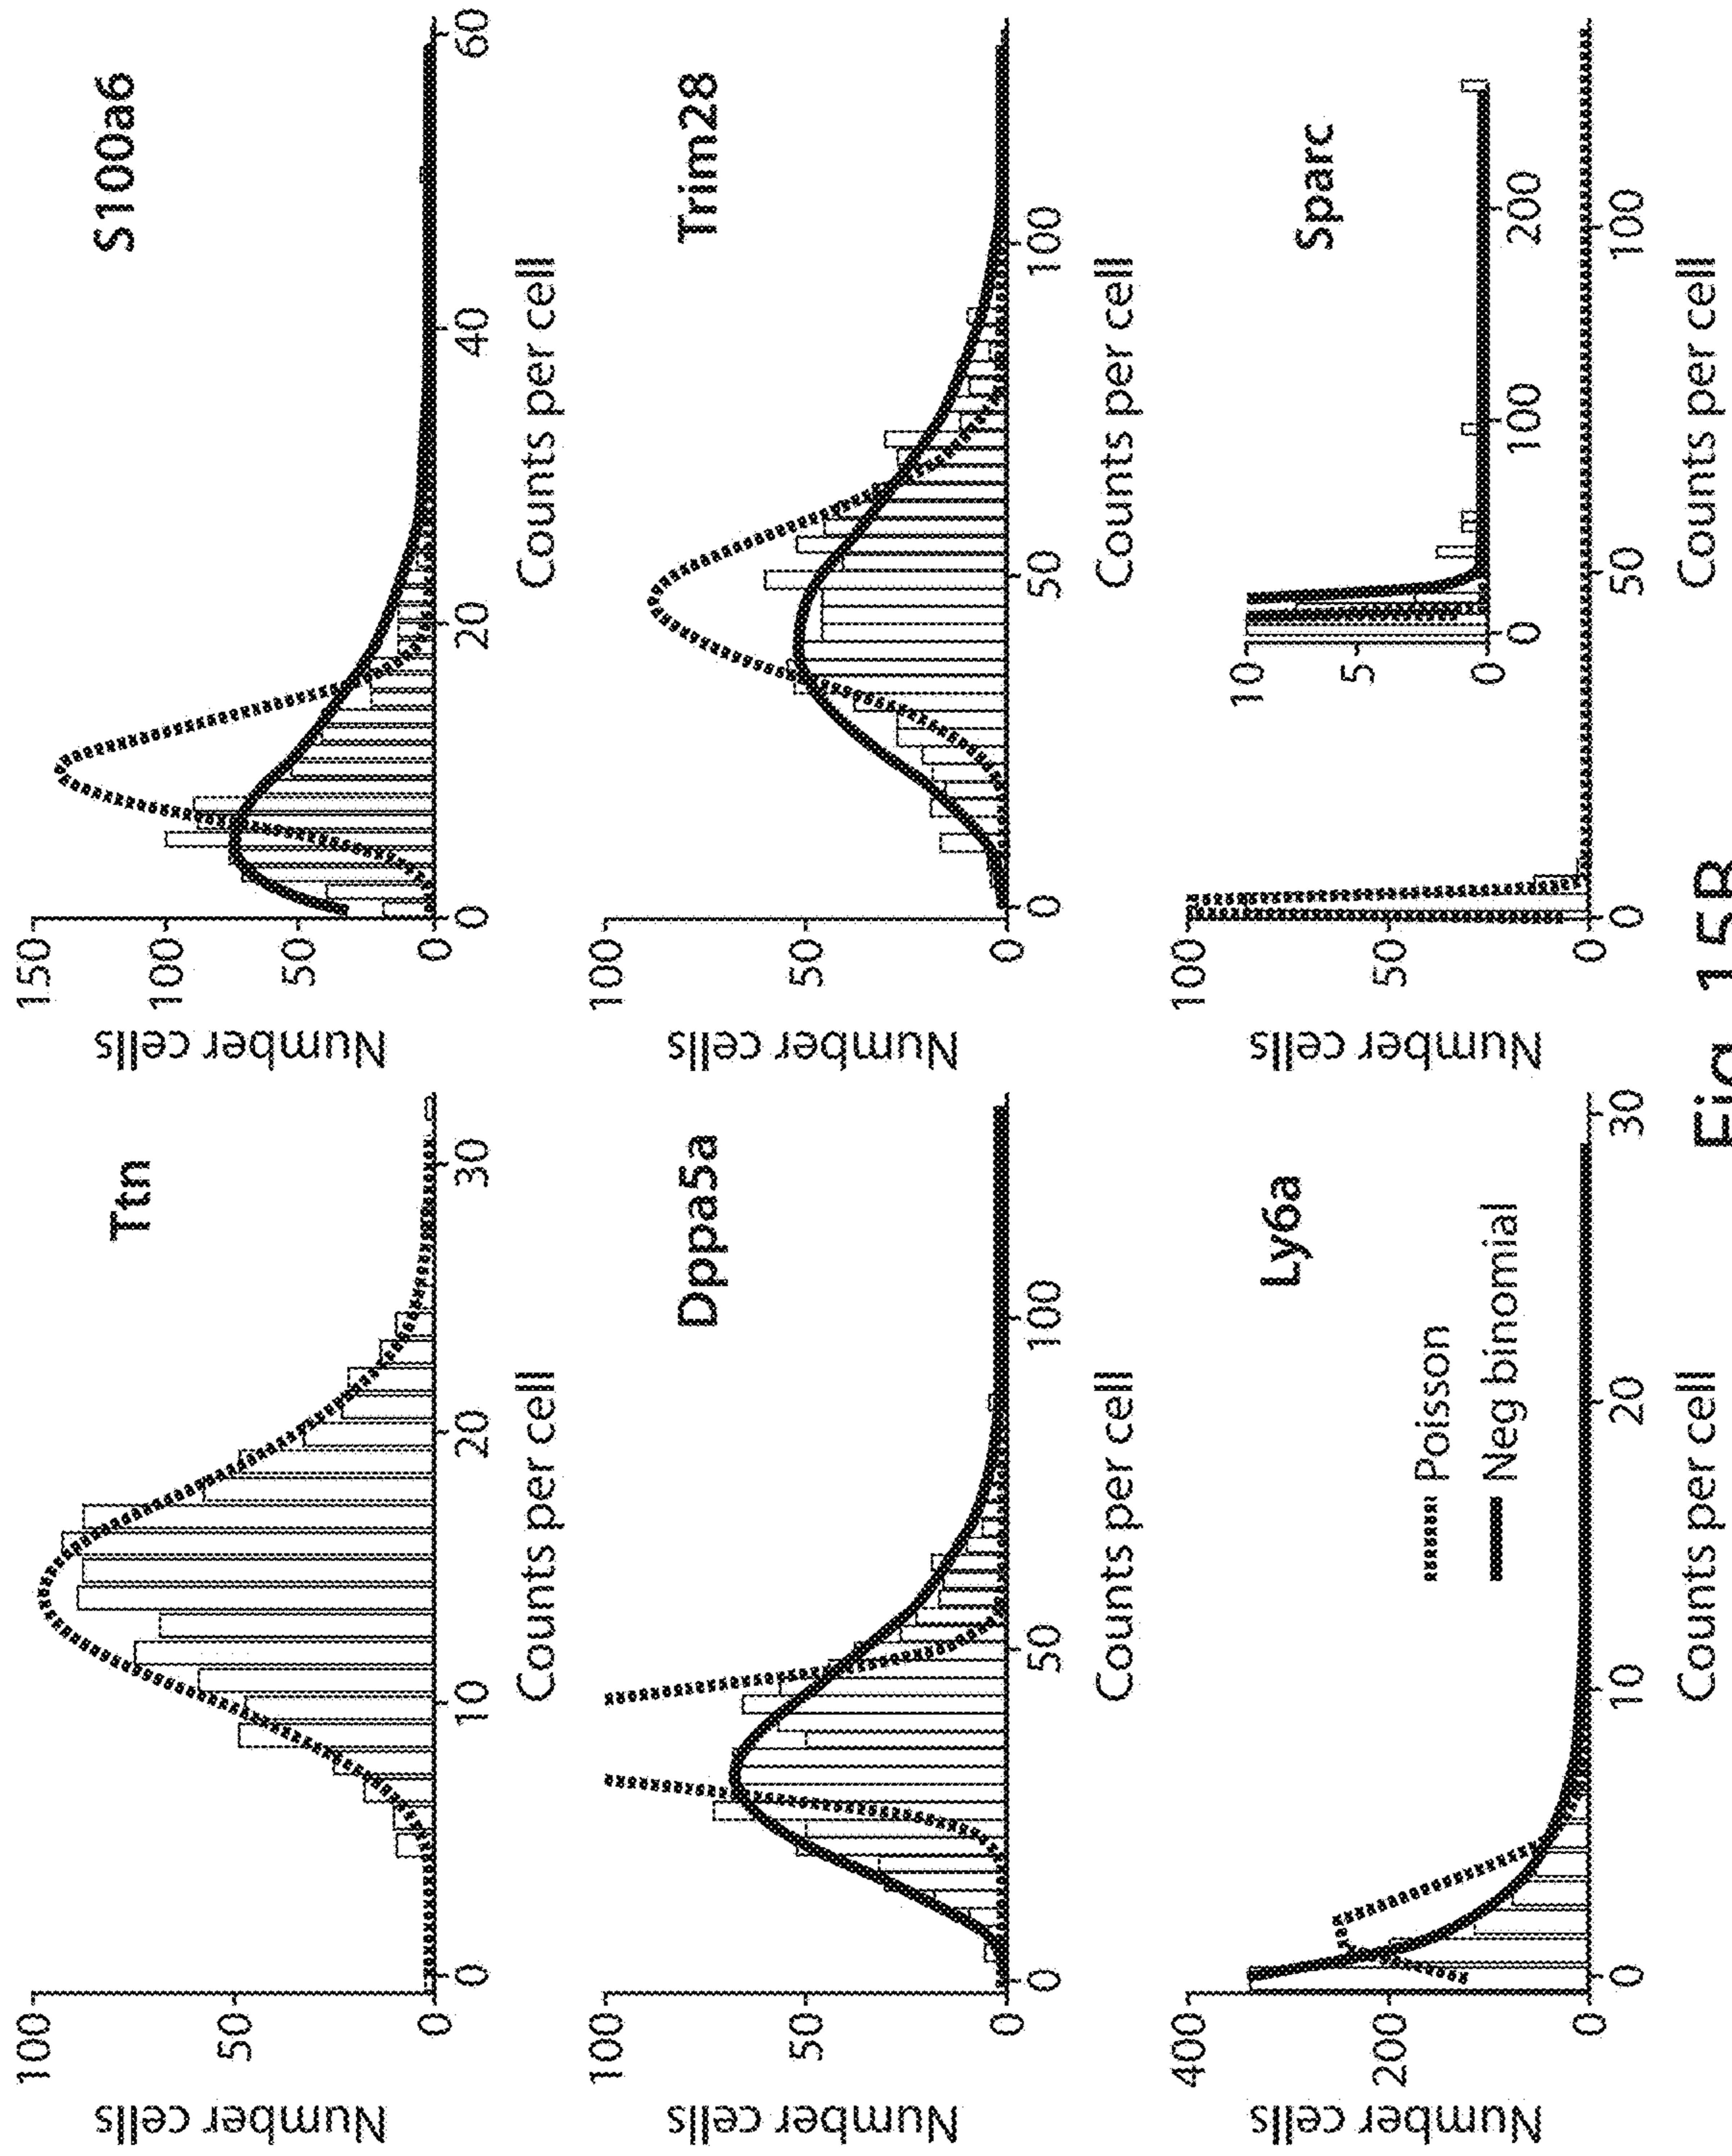 Ttn
Number cells
100
50
0
0 10 20 30
Counts per cell
S100a6
Number cells
150
100
50
0
0 20 40 60
Counts per cell
Dppa5a
Number cells
100
50
0
0 50 100
Counts per cell
Trim28
Number cells
100
50
0
0 50 100
Counts per cell
Ly6a
Number cells
400
200
0
Poisson
Neg binomial
0 10 20 30
Counts per cell
Sparc
Number cells
100
50
0
10
5
0
0 100 200
0 50 100
Counts per cell
Fig. 15B